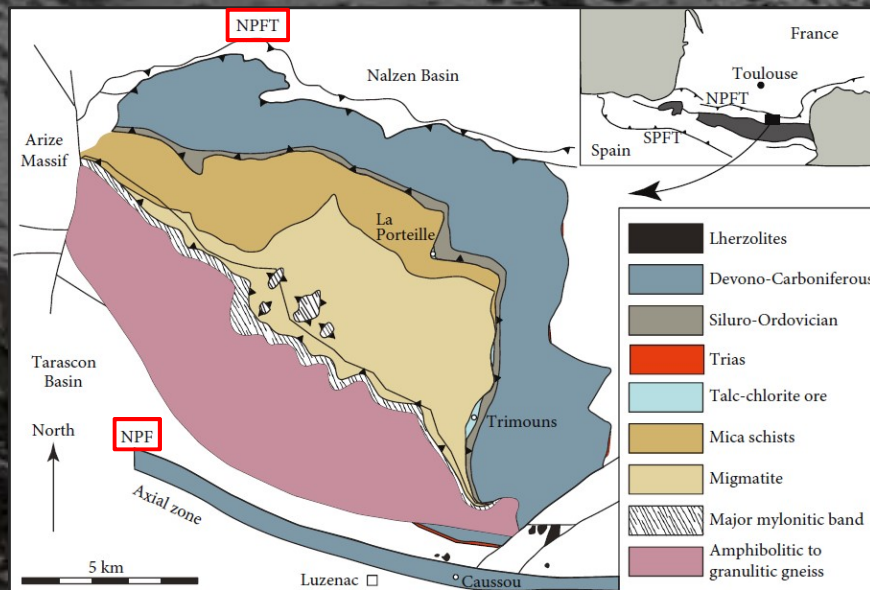 NPFT
Nalzen Basin
Arize
Massif
La
Porteille
Tarascon
Basin
Trimouns
North
NPF
Axial zone
5 km
Luzenac
Caussou
France
Toulouse
NPFT
SPFT
Spain
Lherzolites
Devono-Carboniferous
Siluro-Ordovician
Trias
Talc-chlorite ore
Mica schists
Migmatite
Major mylonitic band
Amphibolitic to
granulitic gneiss